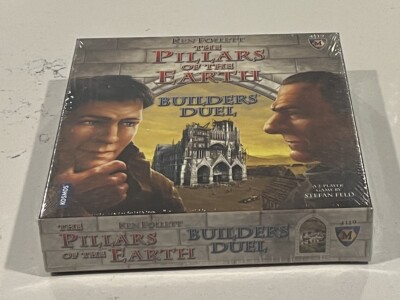 KEN FOLLETT
THE
PILLARS
OF THE
EARTH
BUILDERS
DUEL
A 2-PLAYER
GAME BY
STEFAN FELD
KOSMOS
M
KEN FOLLETT
THE
PILLARS
OF THE EARTH
BUILDERS
DUEL
M